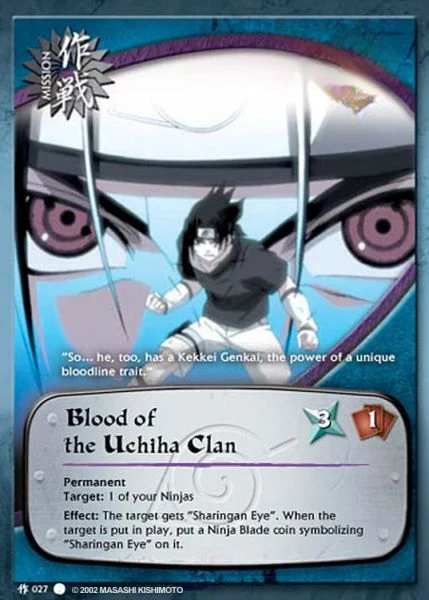 作戦
MISSION
"So... he, too, has a Kekkei Genkai, the power of a unique
bloodline trait."
Blood of
the Uchiha Clan
3
1
Permanent
Target: 1 of your Ninjas
Effect: The target gets "Sharingan Eye". When the
target is put in play, put a Ninja Blade coin symbolizing
"Sharingan Eye" on it.
作 027 © 2002 MASASHI KISHIMOTO